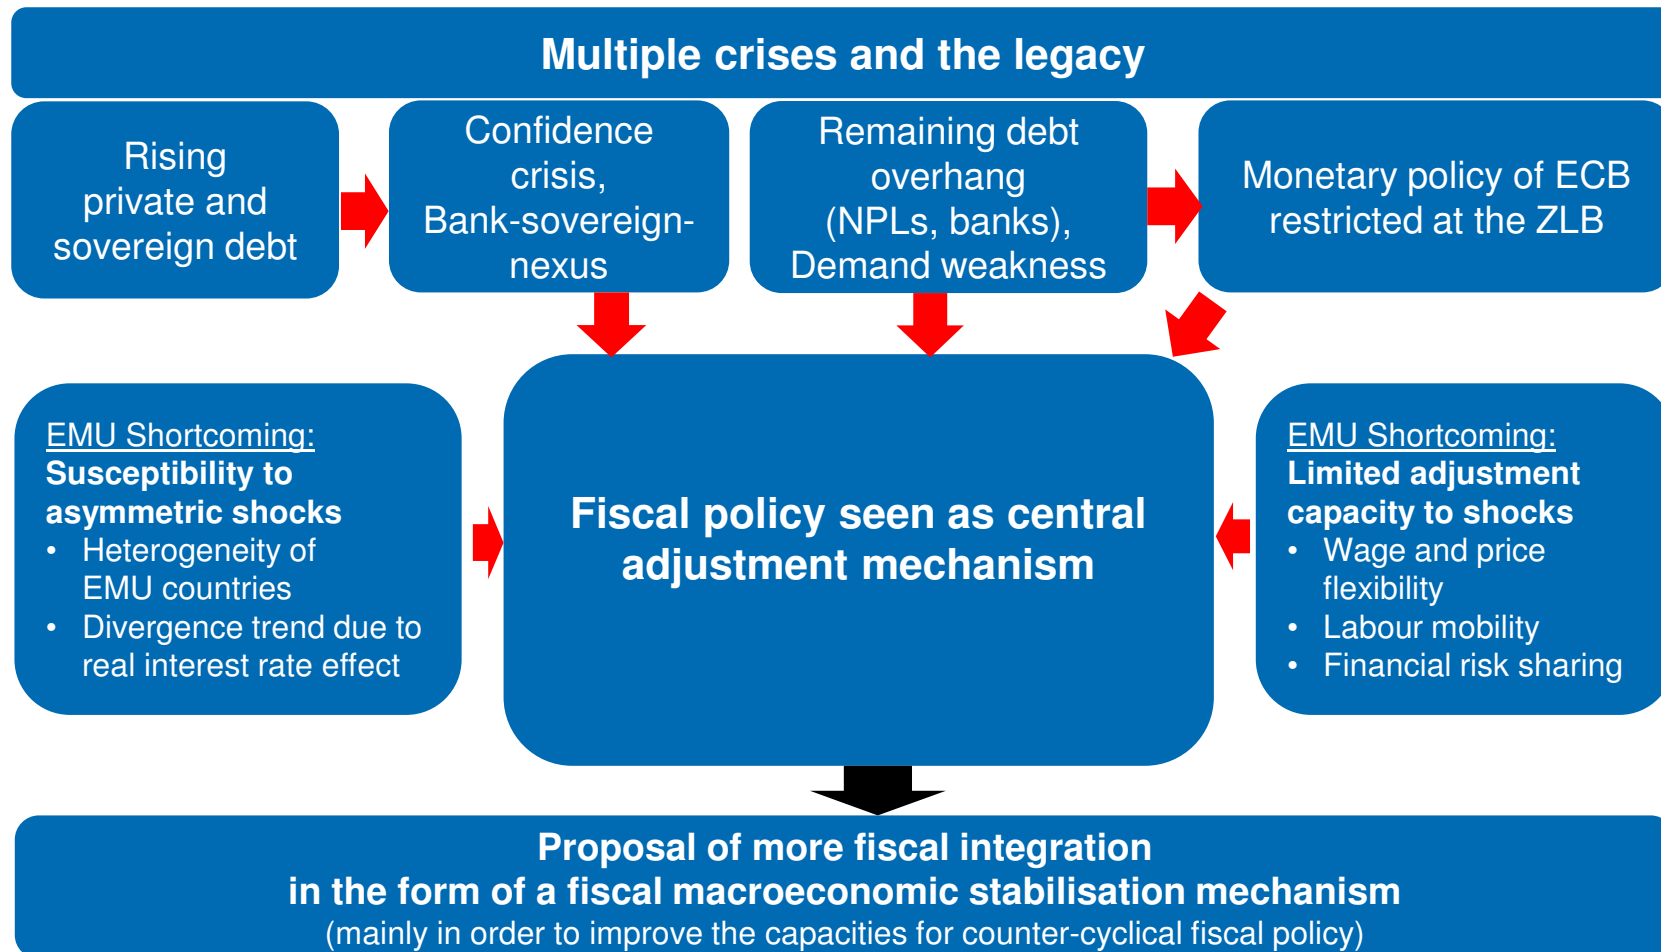 Multiple crises and the legacy
Rising
private and
sovereign debt
Confidence
crisis,
Bank-sovereign-
nexus
Remaining debt
overhang
(NPLs, banks),
Demand weakness
Monetary policy of ECB
restricted at the ZLB
EMU Shortcoming:
Susceptibility to
asymmetric shocks
• Heterogeneity of
EMU countries
• Divergence trend due to
real interest rate effect
Fiscal policy seen as central
adjustment mechanism
EMU Shortcoming:
Limited adjustment
capacity to shocks
• Wage and price
flexibility
• Labour mobility
• Financial risk sharing
Proposal of more fiscal integration
in the form of a fiscal macroeconomic stabilisation mechanism
(mainly in order to improve the capacities for counter-cyclical fiscal policy)